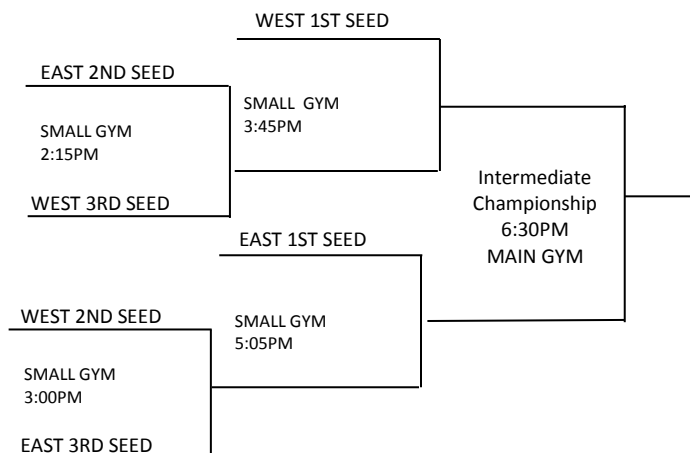 WEST 1ST SEED
EAST 2ND SEED
SMALL GYM
3:45PM
SMALL GYM
2:15PM
Intermediate
Championship
6:30PM
MAIN GYM
WEST 3RD SEED
EAST 1ST SEED
WEST 2ND SEED
SMALL GYM
5:05PM
SMALL GYM
3:00PM
EAST 3RD SEED